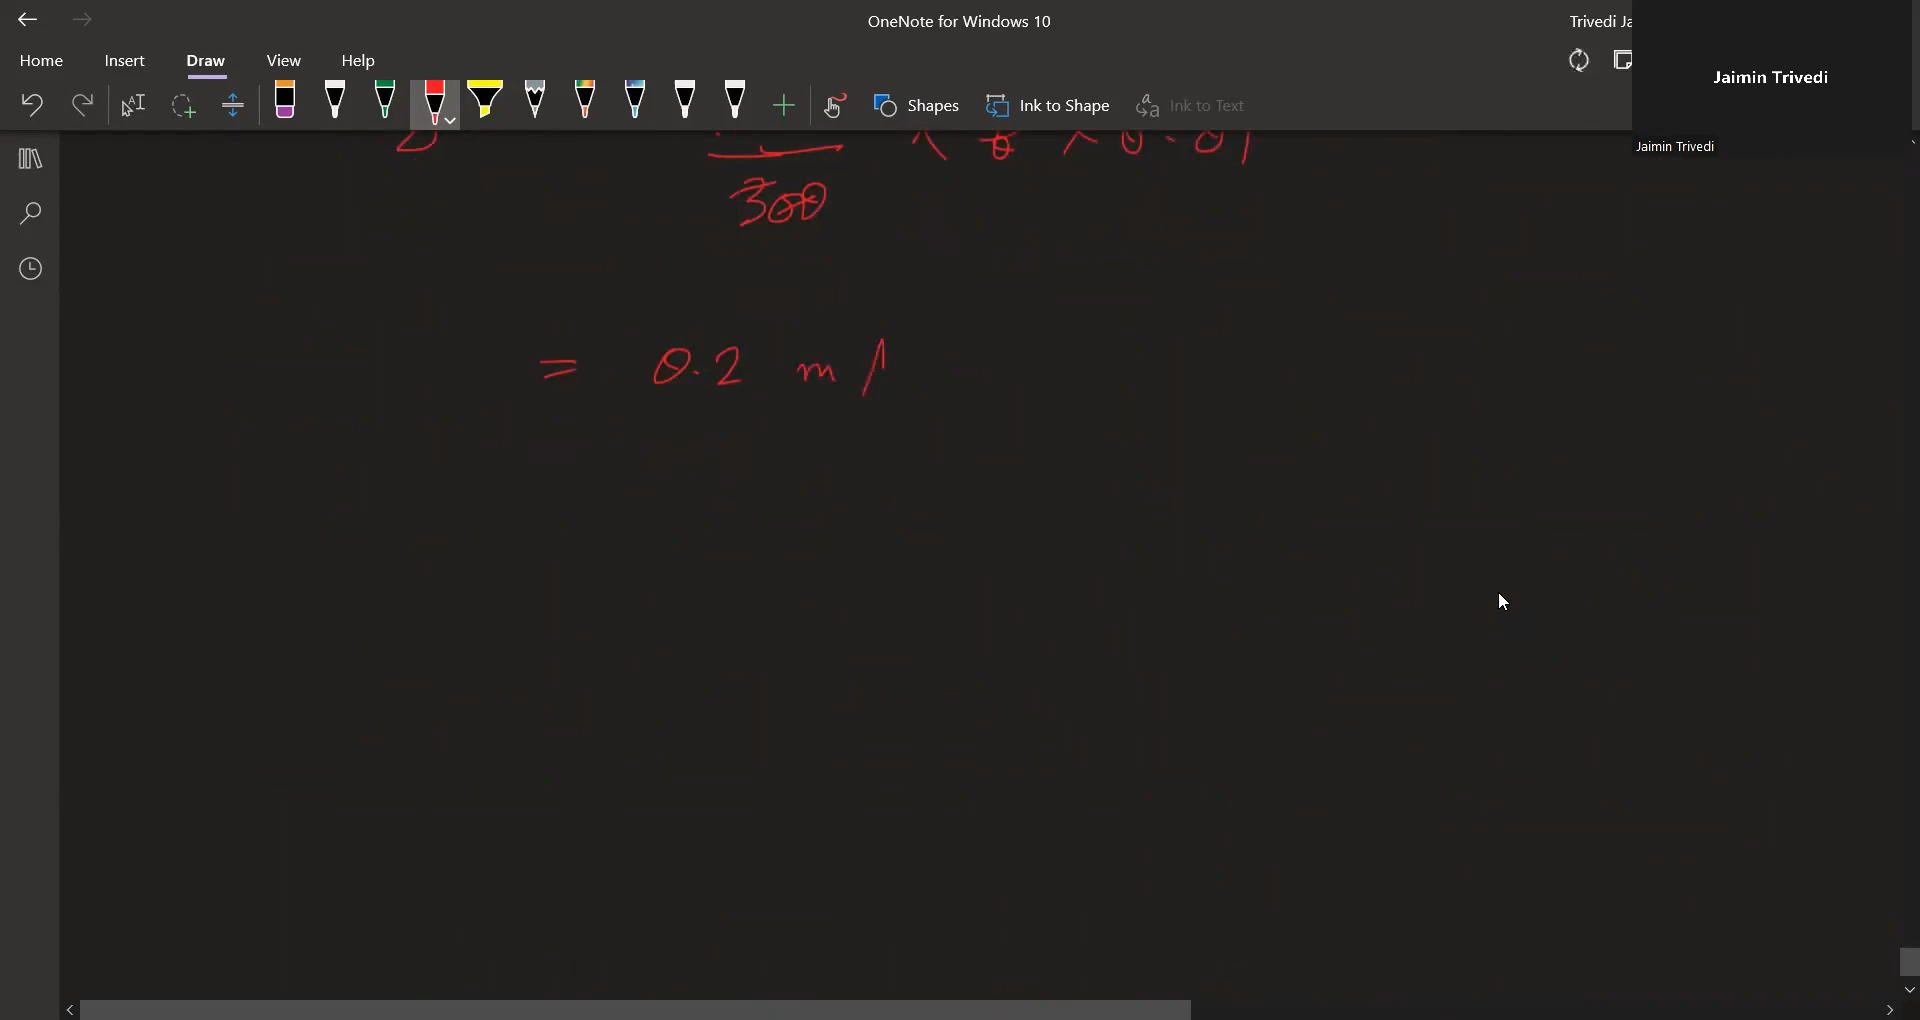 OneNote for Windows 10
Trivedi Ja
Home Insert Draw View Help
Shapes Ink to Shape Ink to Text
Jaimin Trivedi
Jaimin Trivedi
300
= 0.2 m /